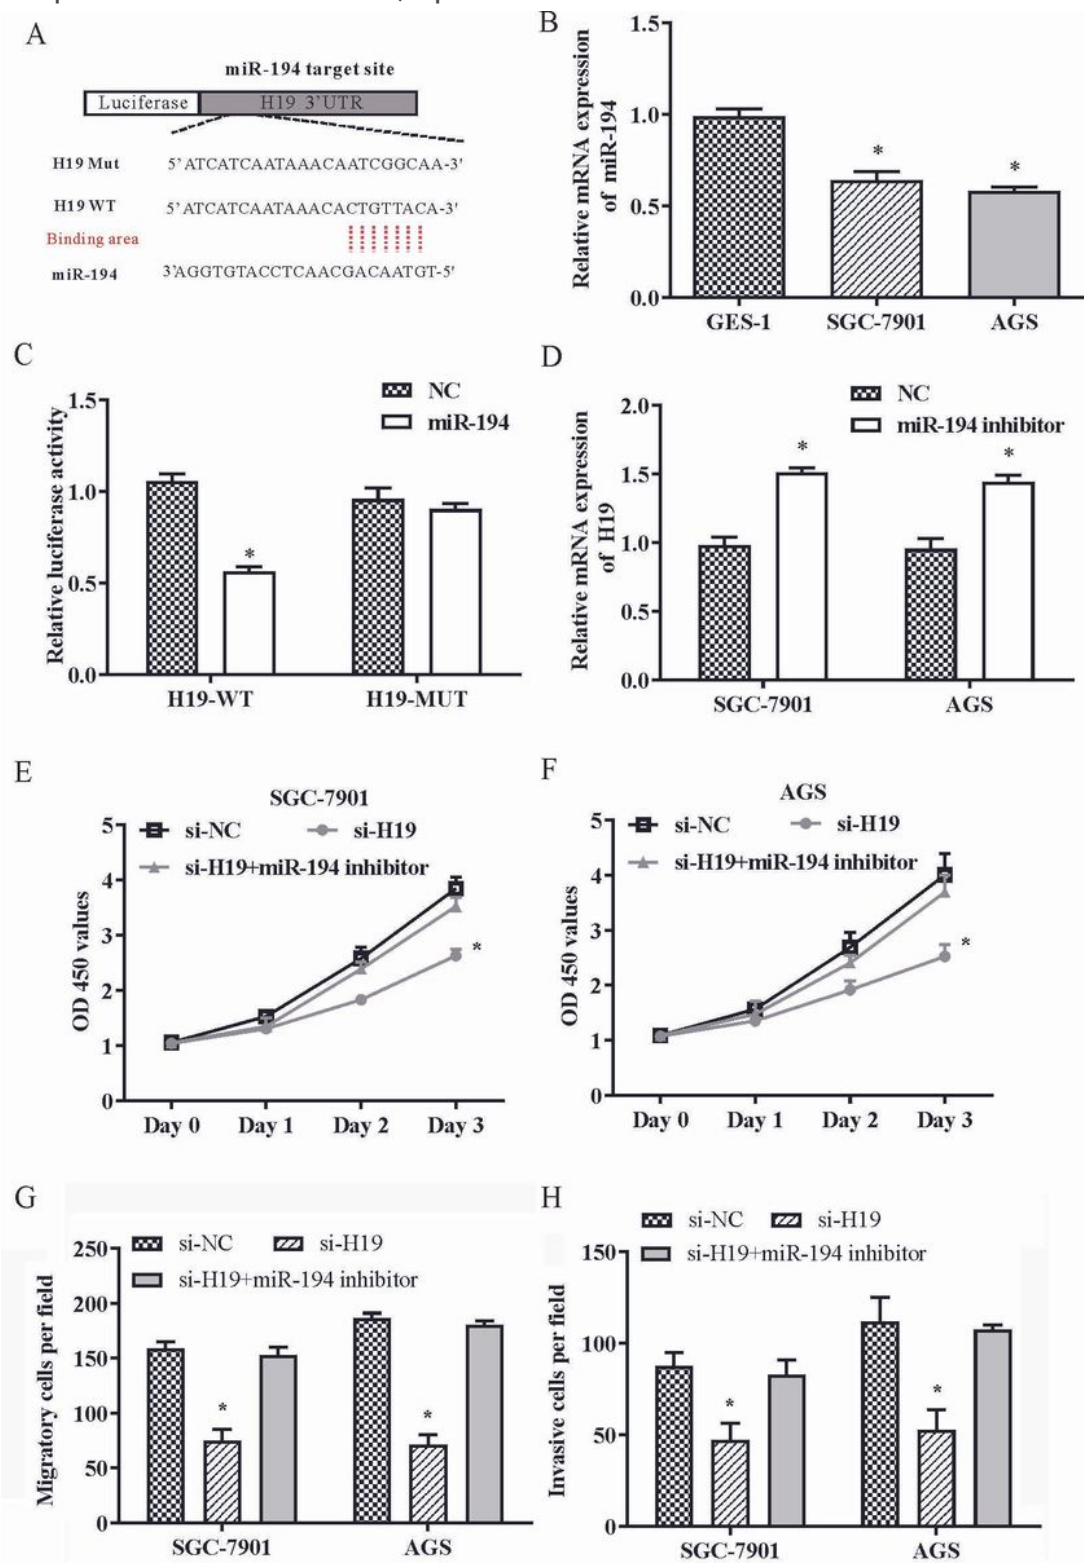 A
miR-194 target site
Luciferase H19 3'UTR
H19 Mut 5' ATCATCAATAAACAATCGGCAA-3'
H19 WT 5' ATCATCAATAAACACTGTTACA-3'
Binding area
miR-194 3'AGGTGTACCTCAACGACAATGT-5'
B
Relative mRNA expression
of miR-194
1.5
1.0
0.5
0.0
* *
GES-1 SGC-7901 AGS
C
NC
miR-194
Relative luciferase activity
1.5
1.0
0.5
0.0
*
H19-WT H19-MUT
D
NC
miR-194 inhibitor
Relative mRNA expression
of H19
2.0
1.5
1.0
0.5
0.0
* *
SGC-7901 AGS
E
SGC-7901
si-NC si-H19
si-H19+miR-194 inhibitor
OD 450 values
5
4
3
2
1
0
*
Day 0 Day 1 Day 2 Day 3
F
AGS
si-NC si-H19
si-H19+miR-194 inhibitor
OD 450 values
5
4
3
2
1
0
*
Day 0 Day 1 Day 2 Day 3
G
si-NC si-H19
si-H19+miR-194 inhibitor
Migratory cells per field
250
200
150
100
50
0
* *
SGC-7901 AGS
H
si-NC si-H19
si-H19+miR-194 inhibitor
Invasive cells per field
150
100
50
0
* *
SGC-7901 AGS